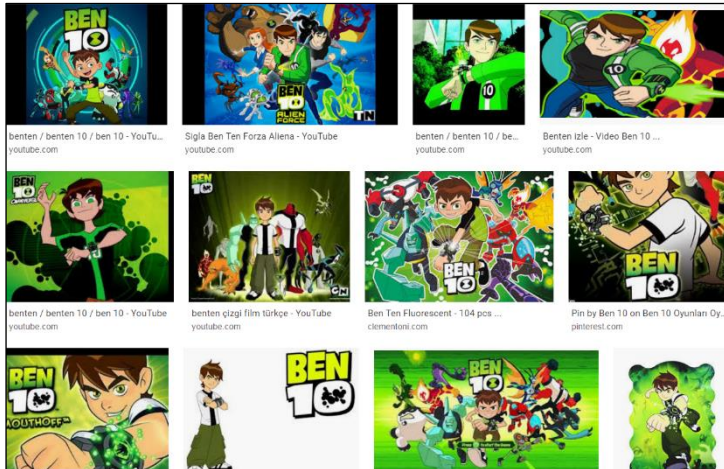 BEN
10
BEN
10
ALIEN
FORCE
TN
10
10
benten / benten 10 / ben 10 - YouTu...
youtube.com
Sigla Ben Ten Forza Aliena - YouTube
youtube.com
benten / benten 10 / be...
youtube.com
Benten izle - Video Ben 10 ...
youtube.com
BEN
10
OMNIVERSE
BEN
10
CN
BEN
10
BEN
10
benten / benten 10 / ben 10 - YouTube
youtube.com
benten çizgi film türkçe - YouTube
youtube.com
Ben Ten Fluorescent - 104 pcs ...
clementoni.com
Pin by Ben 10 on Ben 10 Oyunları Oy...
pinterest.com
BEN
10
OUTHOFF™
BEN
10
BEN
10